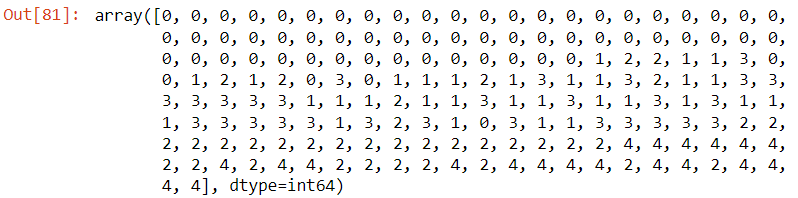 Out[81]: array([0, 0, 0, 0, 0, 0, 0, 0, 0, 0, 0, 0, 0, 0, 0, 0, 0, 0, 0, 0, 0, 0,
0, 0, 0, 0, 0, 0, 0, 0, 0, 0, 0, 0, 0, 0, 0, 0, 0, 0, 0, 0, 0, 0,
0, 0, 0, 0, 0, 0, 0, 0, 0, 0, 0, 0, 0, 0, 0, 1, 2, 2, 1, 1, 3, 0,
0, 1, 2, 1, 2, 0, 3, 0, 1, 1, 1, 2, 1, 3, 1, 1, 3, 2, 1, 1, 3, 3,
3, 3, 3, 3, 3, 1, 1, 1, 2, 1, 1, 3, 1, 1, 3, 1, 1, 3, 1, 3, 1, 1,
1, 3, 3, 3, 3, 3, 1, 3, 2, 3, 1, 0, 3, 1, 1, 3, 3, 3, 3, 3, 2, 2,
2, 2, 2, 2, 2, 2, 2, 2, 2, 2, 2, 2, 2, 2, 2, 2, 4, 4, 4, 4, 4, 4,
2, 2, 4, 2, 4, 4, 2, 2, 2, 2, 4, 2, 4, 4, 4, 4, 2, 4, 4, 2, 4, 4,
4, 4], dtype=int64)